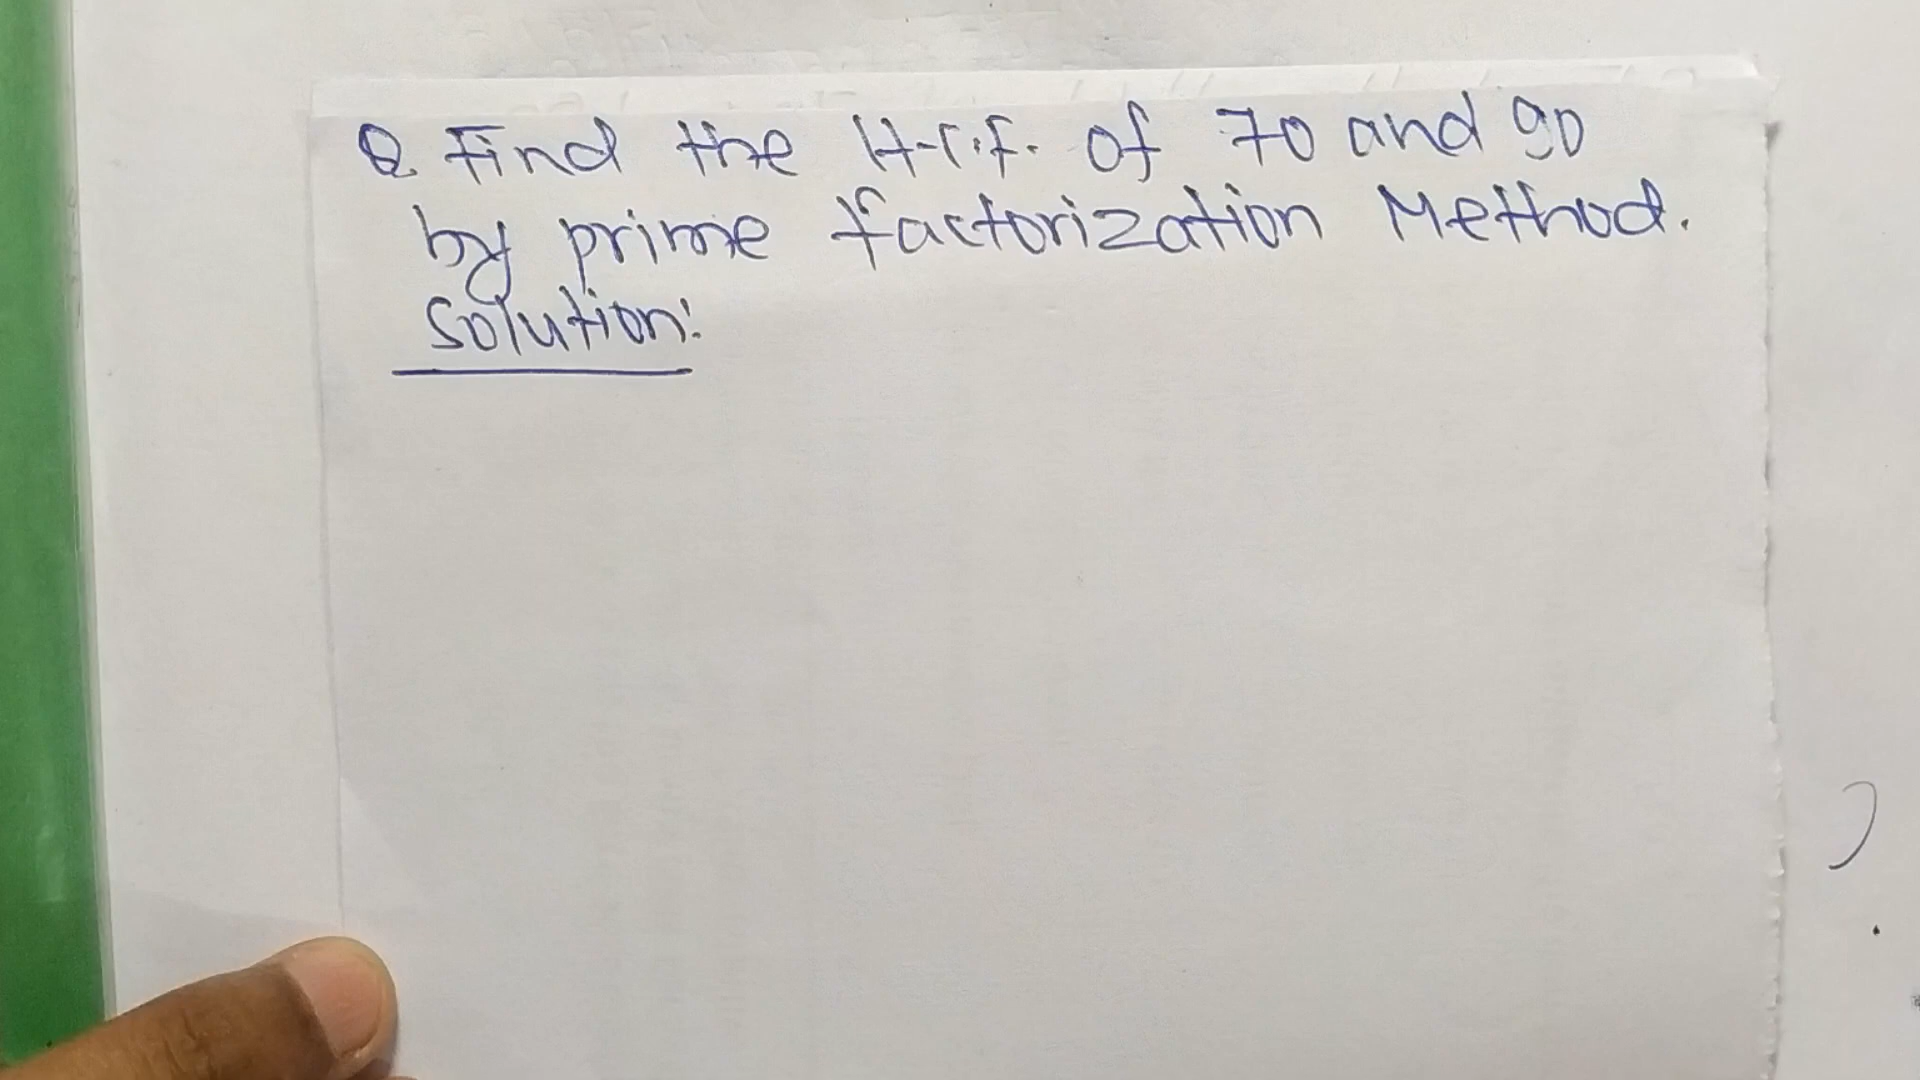 Q. Find the H.C.F. of 70 and 90
by prime factorization Method.
Solution: